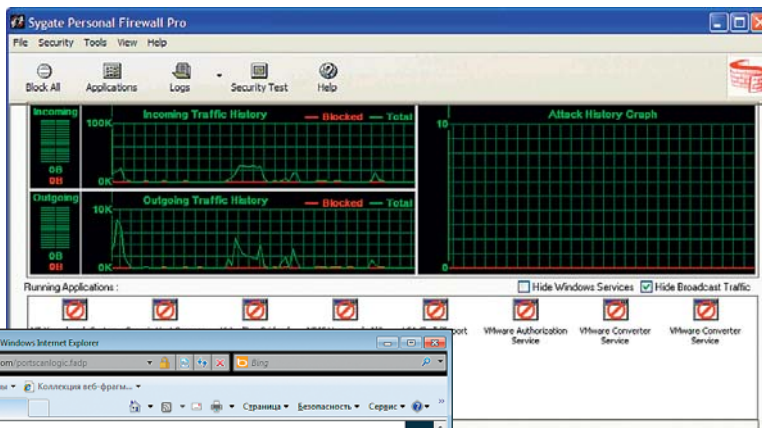 Sygate Personal Firewall Pro
File Security Tools View Help
Block All Applications Logs Security Test Help
Incoming
Incoming Traffic History
Blocked Total
100K
0K
0B
0B
Outgoing
Outgoing Traffic History
Blocked Total
10K
0K
0B
0B
Attack History Graph
10
0
Running Applications :
Hide Windows Services
Hide Broadcast Traffic
VMware Authorization Service
VMware Converter Service
VMware Converter Service
Windows Internet Explorer
om/portscanlogic.fadp
Bing
Коллекция веб-фрагм...
Страница Безопасность Сервис